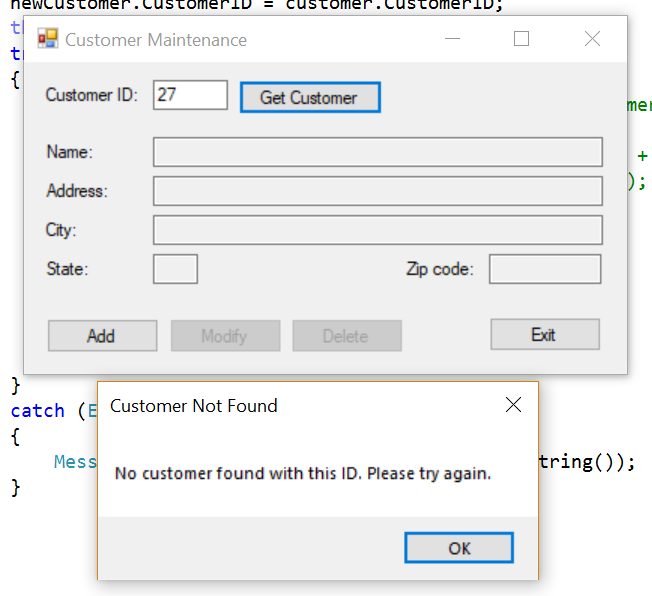 newCustomer.CustomerID = customer.CustomerID;
Customer Maintenance
{
Customer ID: 27 Get Customer
Name:
+
Address:
);
City:
State: Zip code:
Add Modify Delete Exit
}
catch (E
Customer Not Found
{
Mess tring());
No customer found with this ID. Please try again.
}
OK